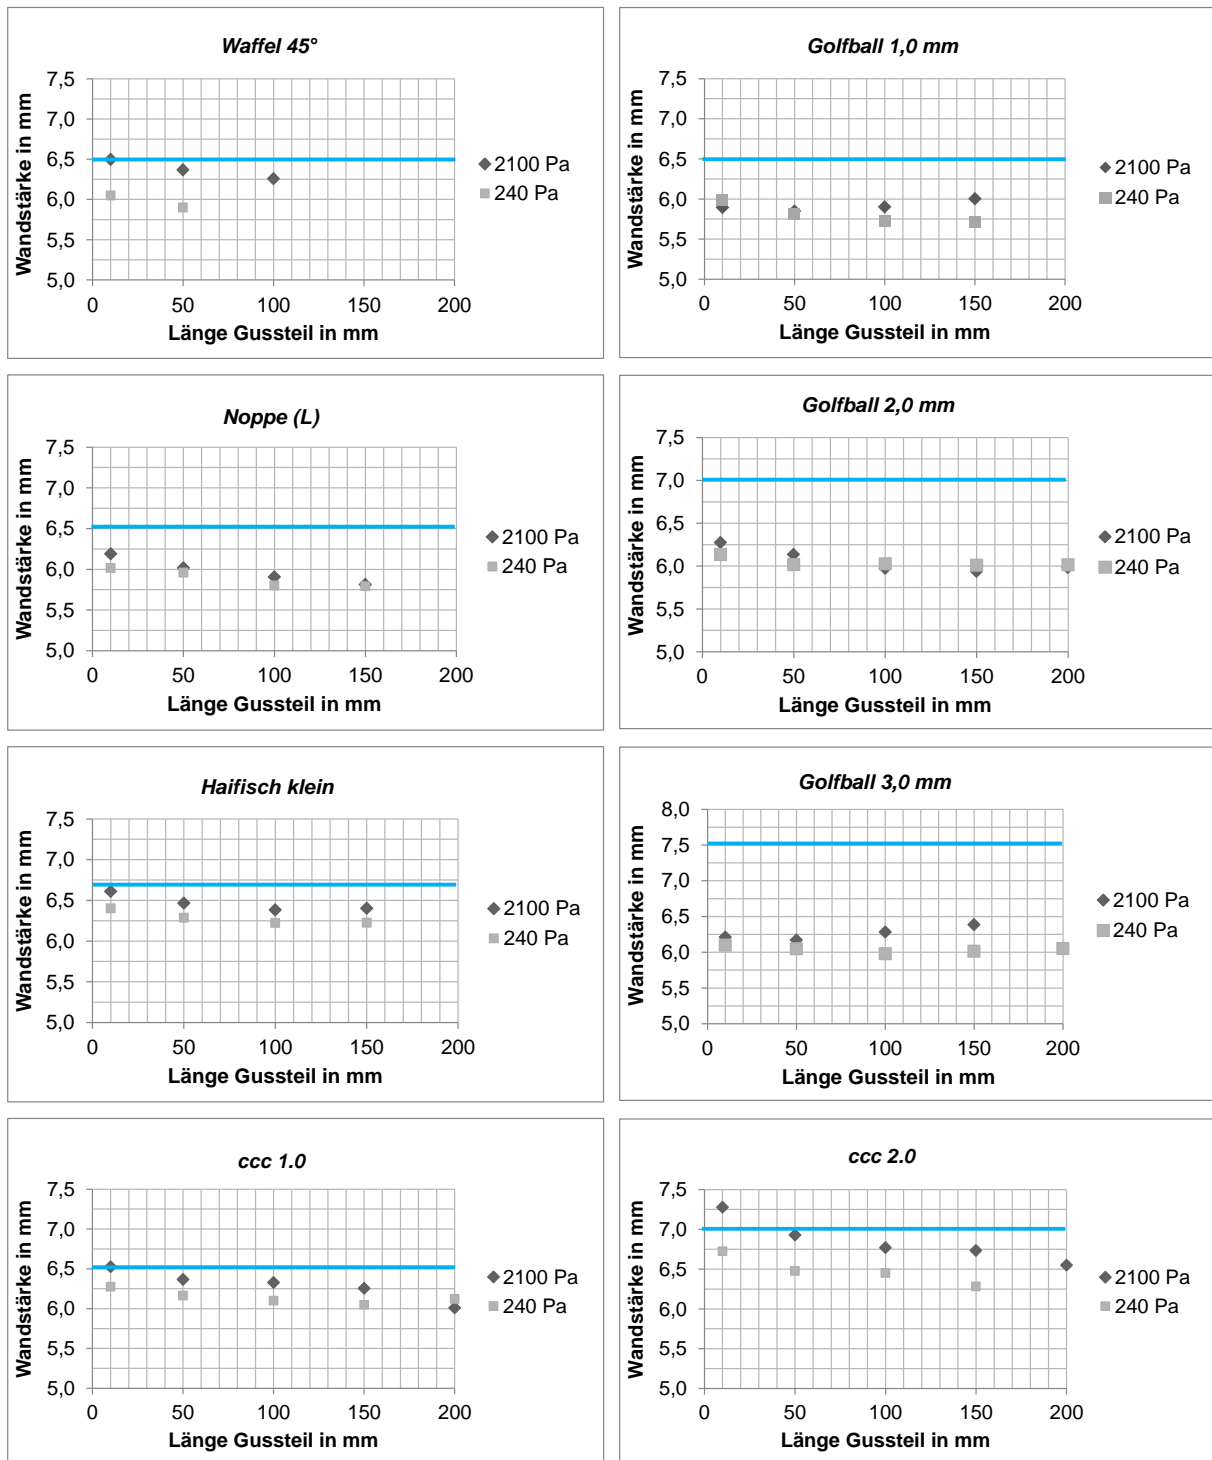 Waffel 45°
Wandstärke in mm
7,5
7,0
6,5
6,0
5,5
5,0
0 50 100 150 200
Länge Gussteil in mm
2100 Pa
240 Pa
Golfball 1,0 mm
Wandstärke in mm
7,5
7,0
6,5
6,0
5,5
5,0
0 50 100 150 200
Länge Gussteil in mm
2100 Pa
240 Pa
Noppe (L)
Wandstärke in mm
7,5
7,0
6,5
6,0
5,5
5,0
0 50 100 150 200
Länge Gussteil in mm
2100 Pa
240 Pa
Golfball 2,0 mm
Wandstärke in mm
7,5
7,0
6,5
6,0
5,5
5,0
0 50 100 150 200
Länge Gussteil in mm
2100 Pa
240 Pa
Haifisch klein
Wandstärke in mm
7,5
7,0
6,5
6,0
5,5
5,0
0 50 100 150 200
Länge Gussteil in mm
2100 Pa
240 Pa
Golfball 3,0 mm
Wandstärke in mm
8,0
7,5
7,0
6,5
6,0
5,5
5,0
0 50 100 150 200
Länge Gussteil in mm
2100 Pa
240 Pa
ccc 1.0
Wandstärke in mm
7,5
7,0
6,5
6,0
5,5
5,0
0 50 100 150 200
Länge Gussteil in mm
2100 Pa
240 Pa
ccc 2.0
Wandstärke in mm
7,5
7,0
6,5
6,0
5,5
5,0
0 50 100 150 200
Länge Gussteil in mm
2100 Pa
240 Pa